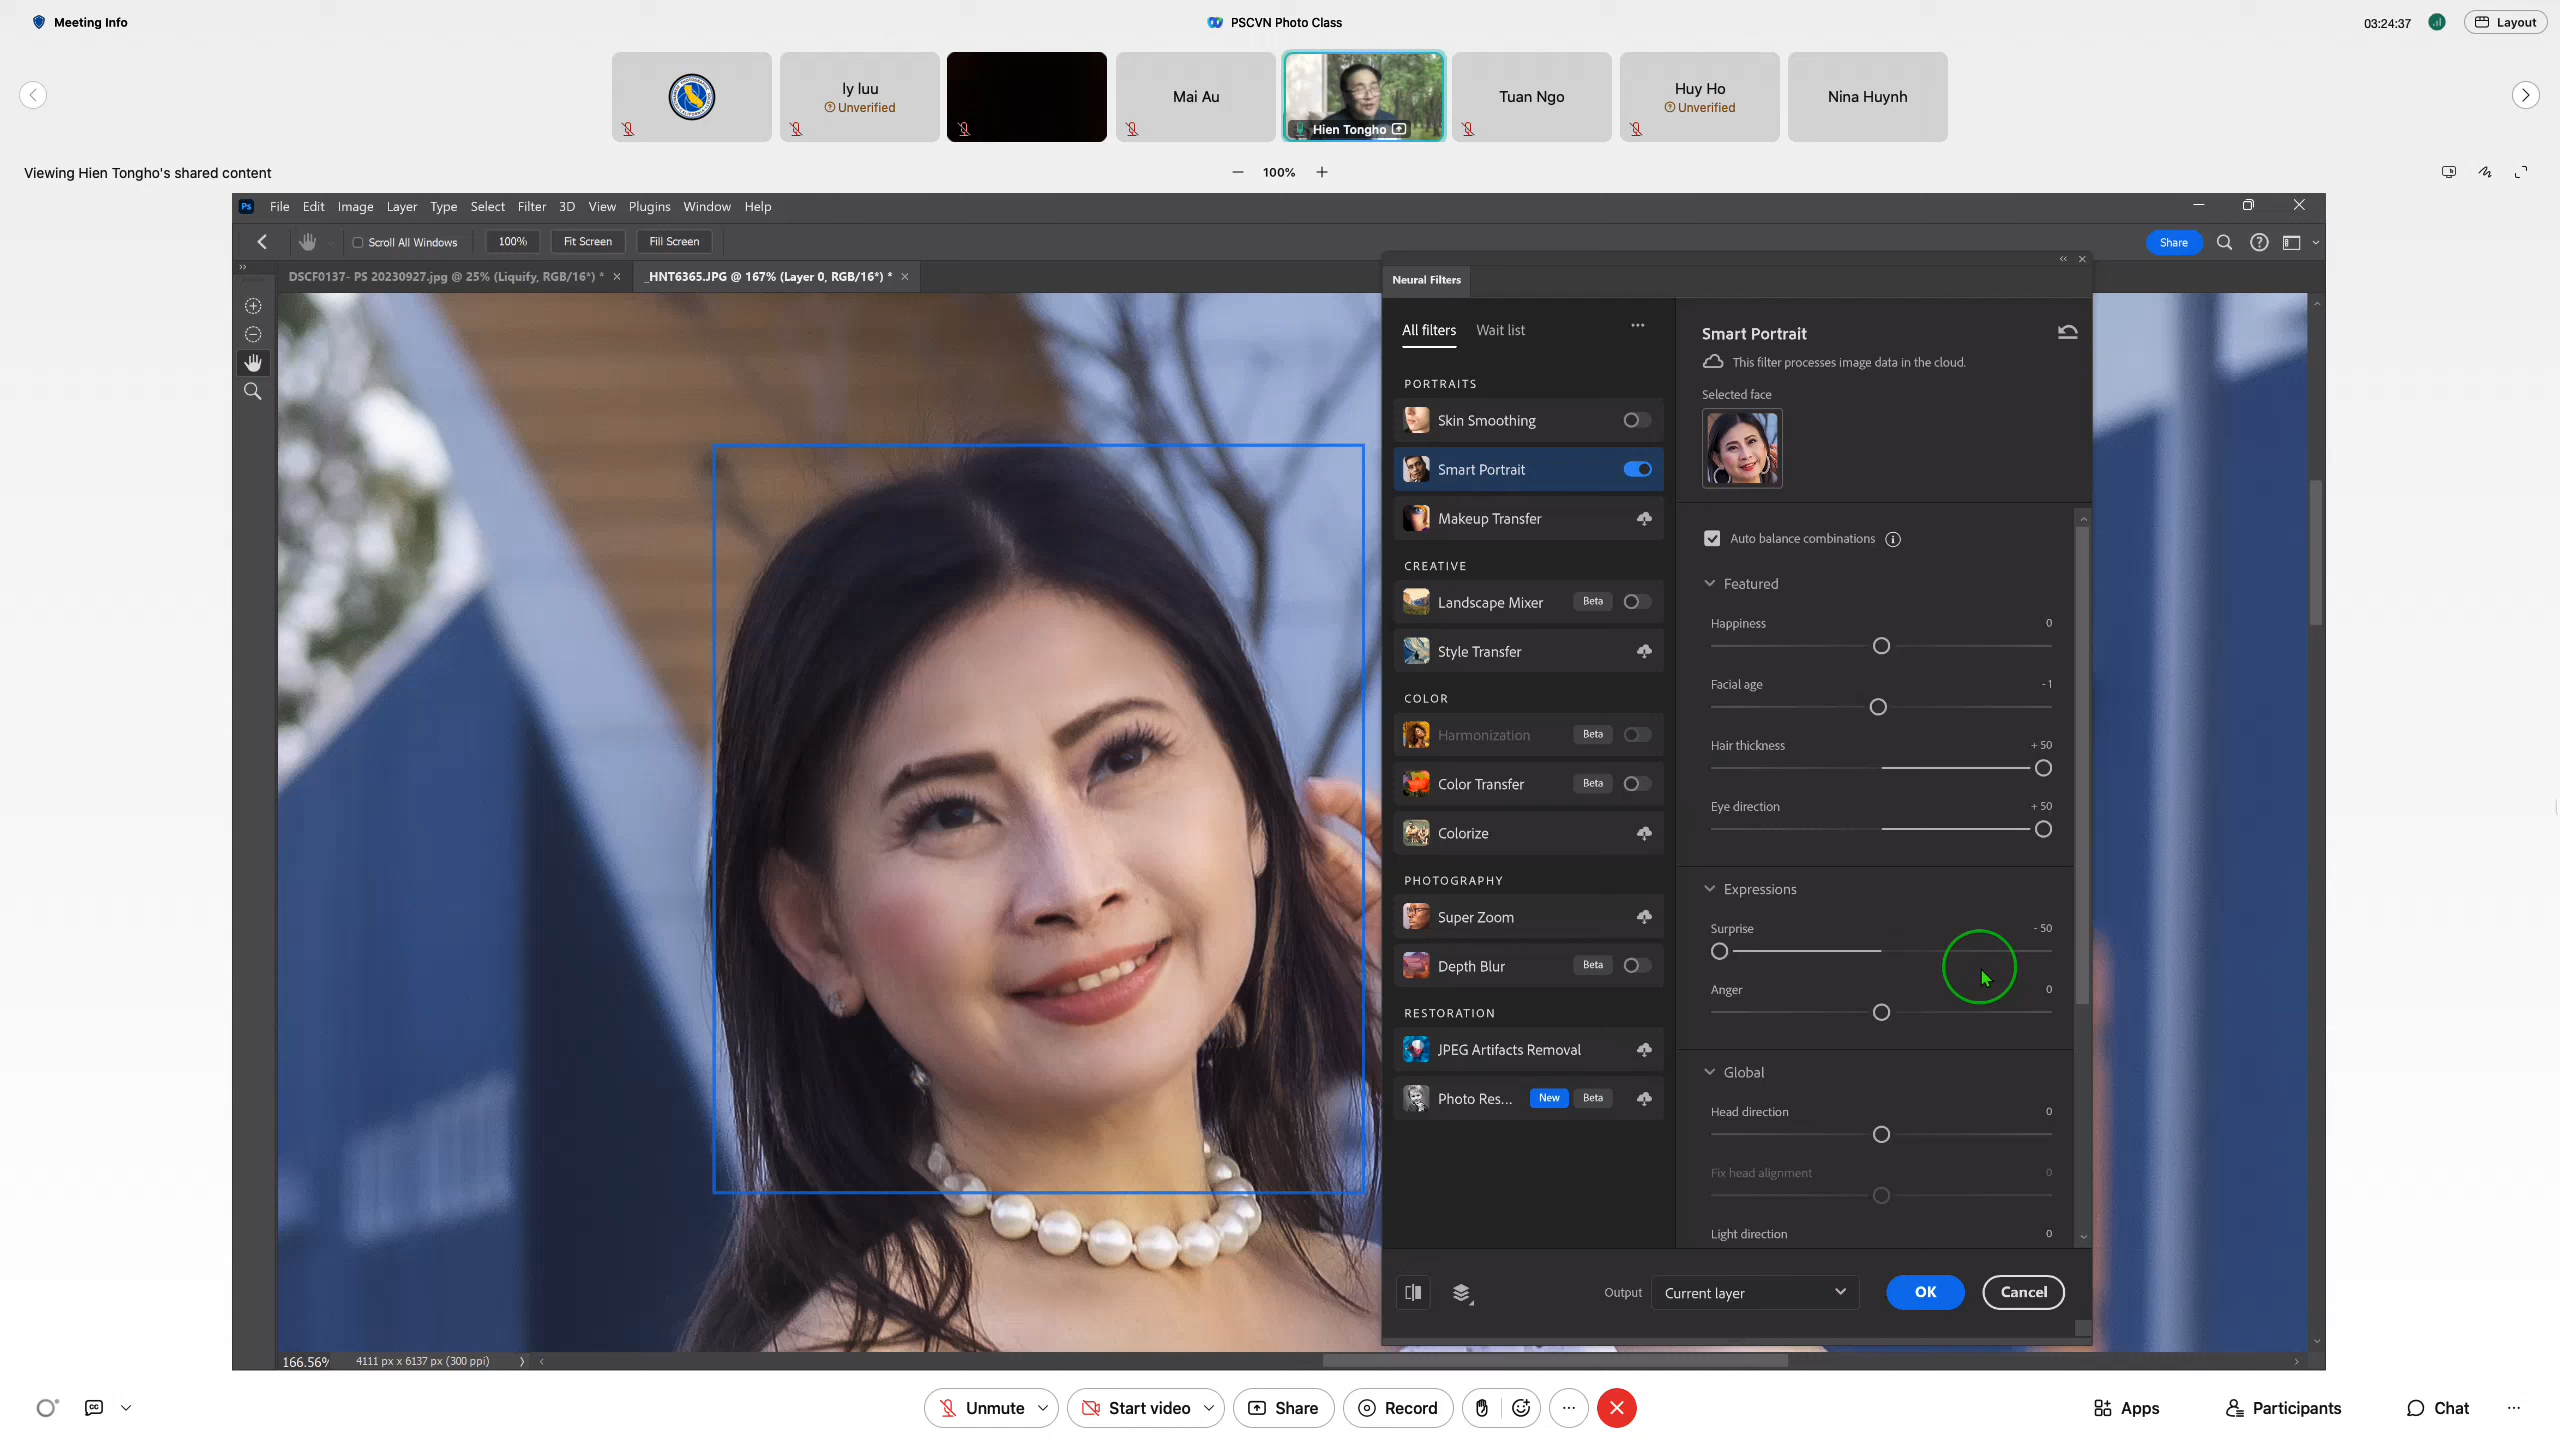 Meeting Info
PSCVN Photo Class
03:24:37
Layout
ly luu
Unverified
Mai Au
Hien Tongho
Tuan Ngo
Huy Ho
Unverified
Nina Huynh
Viewing Hien Tongho's shared content
100%
Ps File Edit Image Layer Type Select Filter 3D View Plugins Window Help
Scroll All Windows 100% Fit Screen Fill Screen
Share
DSCF0137- PS 20230927.jpg @ 25% (Liquify, RGB/16*) *
_HNT6365.JPG @ 167% (Layer 0, RGB/16*) *
Neural Filters
All filters Wait list
PORTRAITS
Skin Smoothing
Smart Portrait
Makeup Transfer
CREATIVE
Landscape Mixer Beta
Style Transfer
COLOR
Harmonization Beta
Color Transfer Beta
Colorize
PHOTOGRAPHY
Super Zoom
Depth Blur Beta
RESTORATION
JPEG Artifacts Removal
Photo Res... New Beta
Smart Portrait
This filter processes image data in the cloud.
Selected face
Auto balance combinations
Featured
Happiness 0
Facial age -1
Hair thickness +50
Eye direction +50
Expressions
Surprise -50
Anger 0
Global
Head direction 0
Fix head alignment 0
Light direction 0
Output Current layer OK Cancel
166.56% 4111 px x 6137 px (300 ppi)
Unmute Start video Share Record
Apps Participants Chat